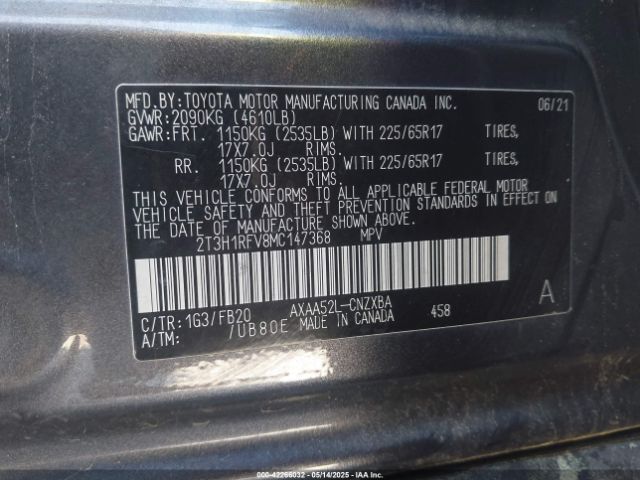 MFD.BY:TOYOTA MOTOR MANUFACTURING CANADA INC. 06/21
GVWR:2090KG (4610LB)
GAWR:FRT. 1150KG (2535LB) WITH 225/65R17 TIRES,
17X7.0J RIMS.
RR. 1150KG (2535LB) WITH 225/65R17 TIRES,
17X7.0J RIMS.
THIS VEHICLE CONFORMS TO ALL APPLICABLE FEDERAL MOTOR
VEHICLE SAFETY AND THEFT PREVENTION STANDARDS IN EFFECT ON
THE DATE OF MANUFACTURE SHOWN ABOVE.
2T3H1RFV8MC147368 MPV
C/TR:1G3/FB20 AXAA52L-CNZXBA 458 A
A/TM: /UB80E MADE IN CANADA
000-42266032 - 05/14/2025 - IAAI.COM